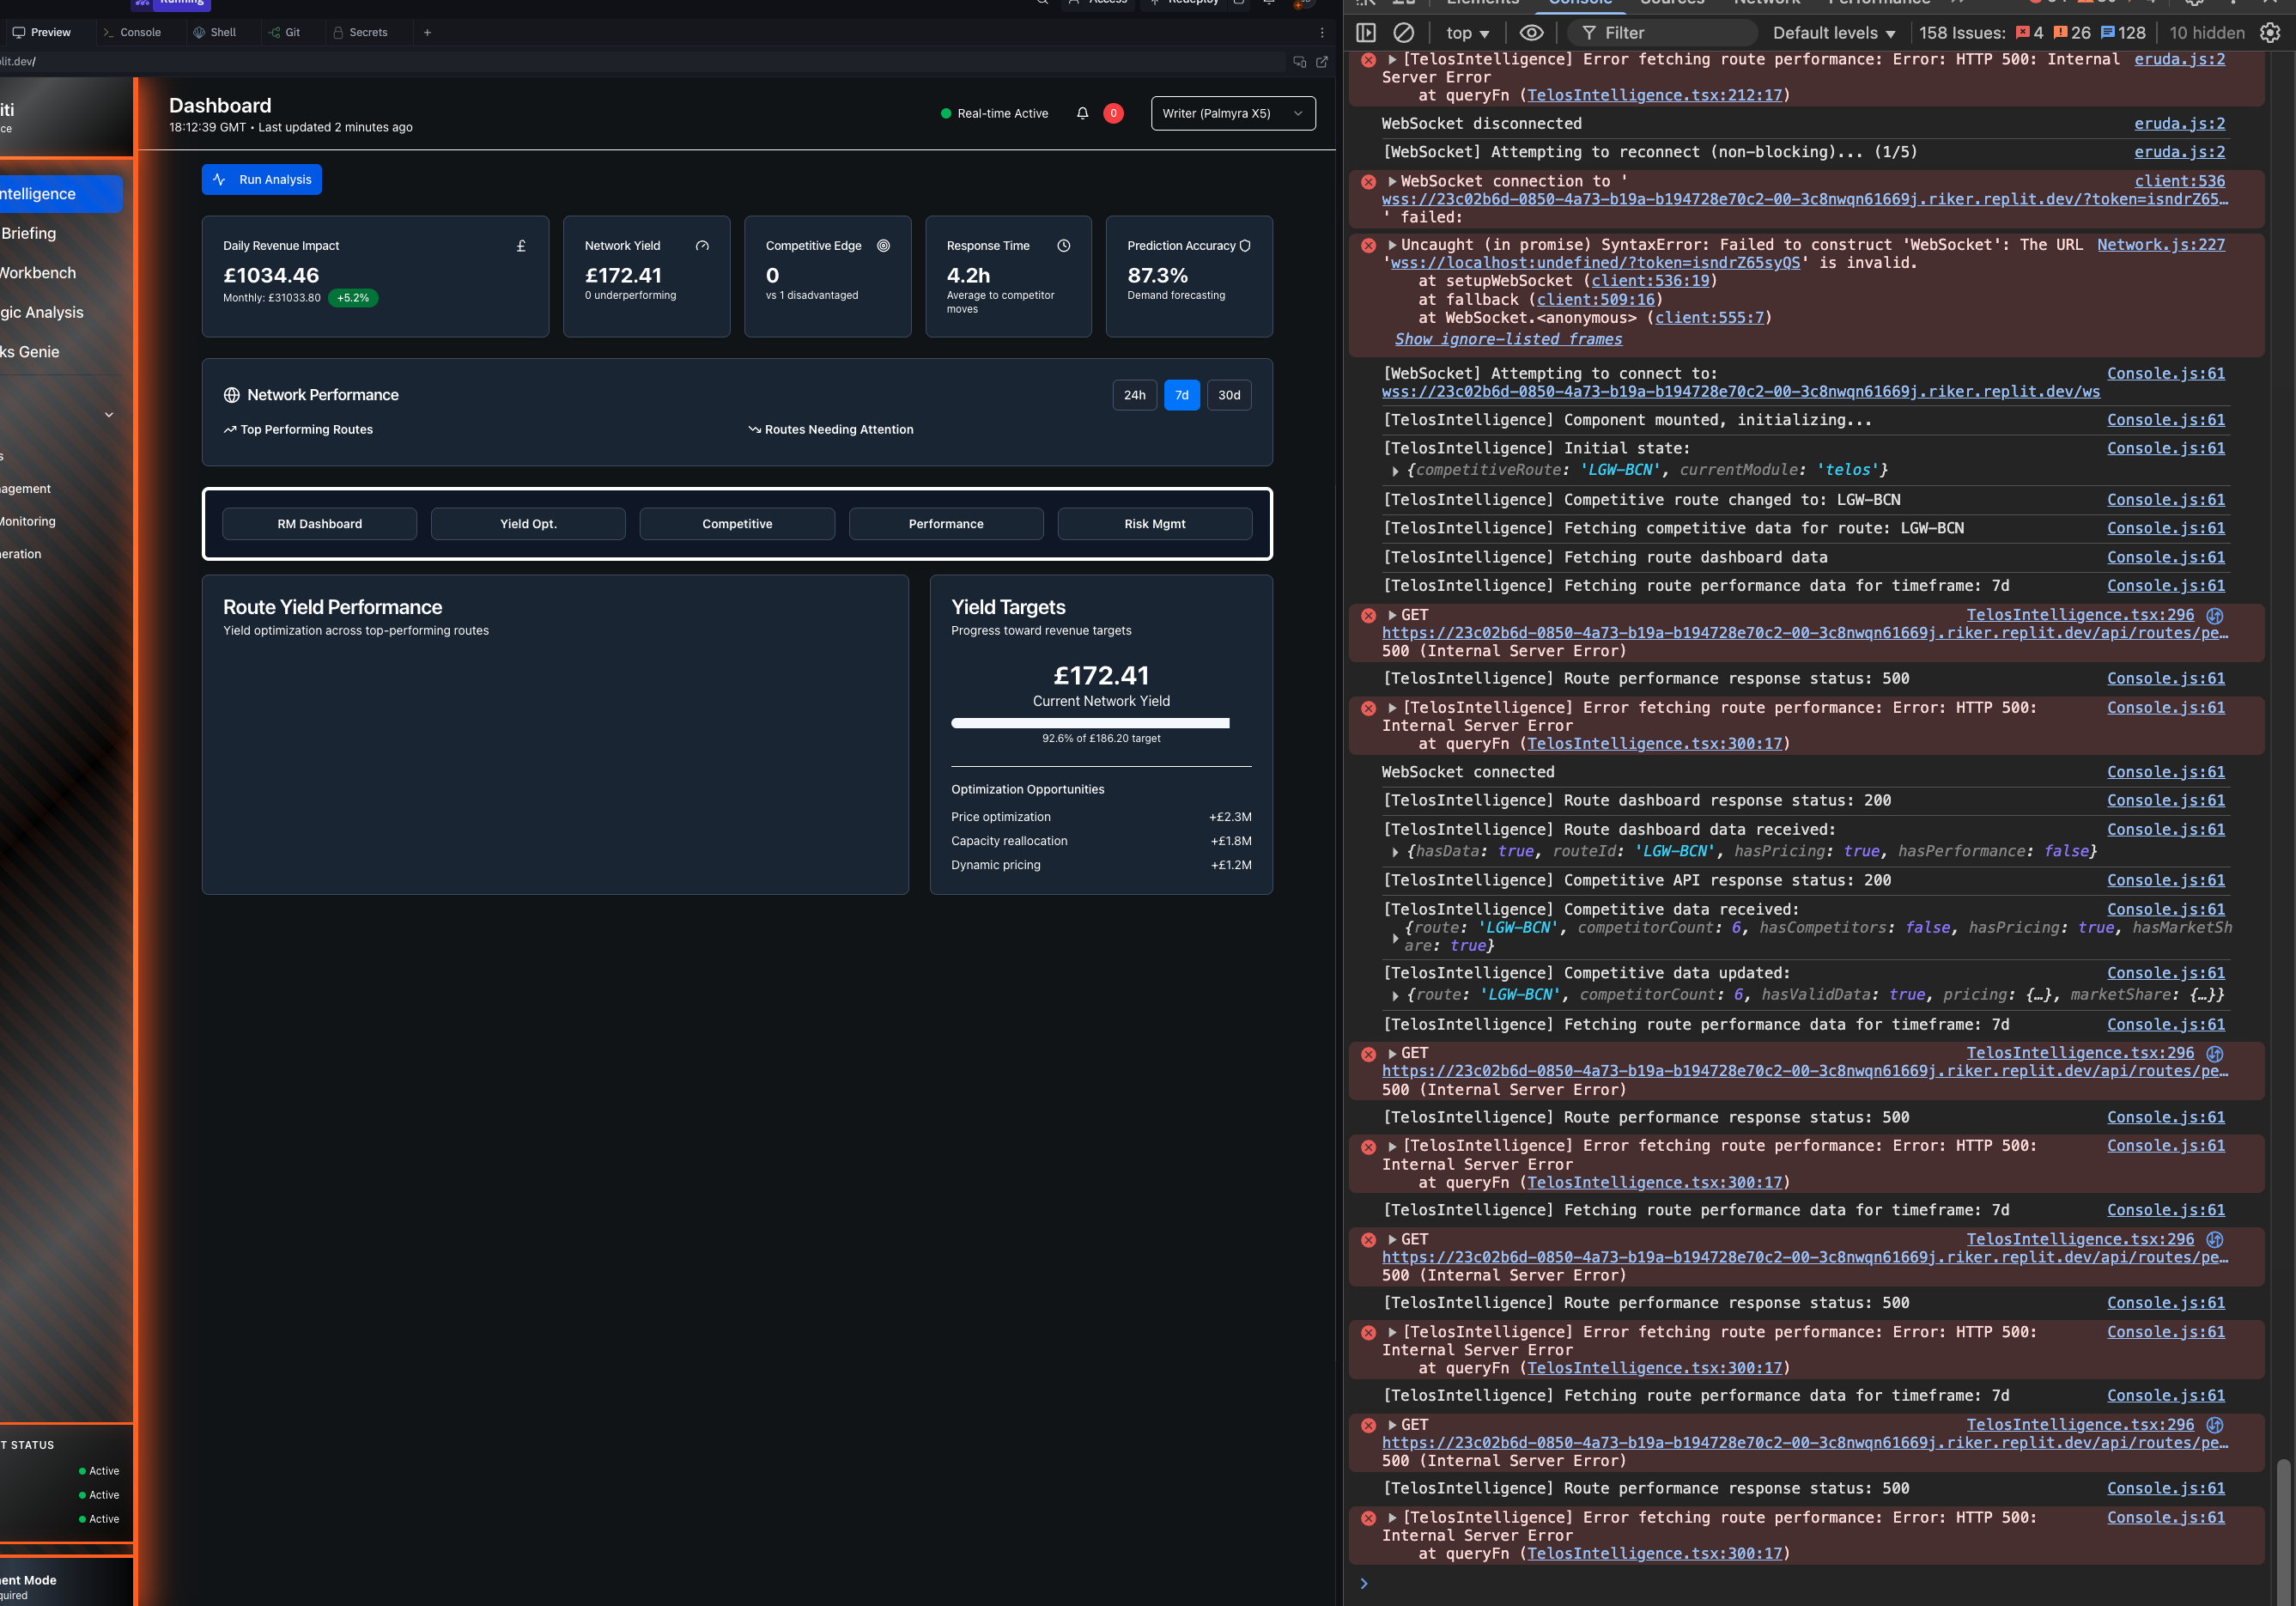 Running
Access
Redeploy
Preview
Console
Shell
Git
Secrets
+
lit.dev/
iti
ce
ntelligence
Briefing
Workbench
gic Analysis
ks Genie
s
agement
Monitoring
eration
T STATUS
Active
Active
Active
ent Mode
quired
Dashboard
18:12:39 GMT • Last updated 2 minutes ago
Real-time Active
0
Writer (Palmyra X5)
Run Analysis
Daily Revenue Impact
£
£1034.46
Monthly: £31033.80
+5.2%
Network Yield
£172.41
0 underperforming
Competitive Edge
0
vs 1 disadvantaged
Response Time
4.2h
Average to competitor
moves
Prediction Accuracy
87.3%
Demand forecasting
Network Performance
24h
7d
30d
Top Performing Routes
Routes Needing Attention
RM Dashboard
Yield Opt.
Competitive
Performance
Risk Mgmt
Route Yield Performance
Yield optimization across top-performing routes
Yield Targets
Progress toward revenue targets
£172.41
Current Network Yield
92.6% of £186.20 target
Optimization Opportunities
Price optimization +£2.3M
Capacity reallocation +£1.8M
Dynamic pricing +£1.2M
Elements
Console
Sources
Network
Performance
top
Filter
Default levels
158 Issues: 4 26 128
10 hidden
[TelosIntelligence] Error fetching route performance: Error: HTTP 500: Internal eruda.js:2
Server Error
at queryFn (TelosIntelligence.tsx:212:17)
WebSocket disconnected eruda.js:2
[WebSocket] Attempting to reconnect (non-blocking)... (1/5) eruda.js:2
WebSocket connection to ' client:536
wss://23c02b6d-0850-4a73-b19a-b194728e70c2-00-3c8nwqn61669j.riker.replit.dev/?token=isndrZ65…
' failed:
Uncaught (in promise) SyntaxError: Failed to construct 'WebSocket': The URL Network.js:227
'wss://localhost:undefined/?token=isndrZ65syQS' is invalid.
at setupWebSocket (client:536:19)
at fallback (client:509:16)
at WebSocket.<anonymous> (client:555:7)
Show ignore-listed frames
[WebSocket] Attempting to connect to: Console.js:61
wss://23c02b6d-0850-4a73-b19a-b194728e70c2-00-3c8nwqn61669j.riker.replit.dev/ws
[TelosIntelligence] Component mounted, initializing... Console.js:61
[TelosIntelligence] Initial state: Console.js:61
{competitiveRoute: 'LGW-BCN', currentModule: 'telos'}
[TelosIntelligence] Competitive route changed to: LGW-BCN Console.js:61
[TelosIntelligence] Fetching competitive data for route: LGW-BCN Console.js:61
[TelosIntelligence] Fetching route dashboard data Console.js:61
[TelosIntelligence] Fetching route performance data for timeframe: 7d Console.js:61
GET TelosIntelligence.tsx:296
https://23c02b6d-0850-4a73-b19a-b194728e70c2-00-3c8nwqn61669j.riker.replit.dev/api/routes/pe…
500 (Internal Server Error)
[TelosIntelligence] Route performance response status: 500 Console.js:61
[TelosIntelligence] Error fetching route performance: Error: HTTP 500: Console.js:61
Internal Server Error
at queryFn (TelosIntelligence.tsx:300:17)
WebSocket connected Console.js:61
[TelosIntelligence] Route dashboard response status: 200 Console.js:61
[TelosIntelligence] Route dashboard data received: Console.js:61
{hasData: true, routeId: 'LGW-BCN', hasPricing: true, hasPerformance: false}
[TelosIntelligence] Competitive API response status: 200 Console.js:61
[TelosIntelligence] Competitive data received: Console.js:61
{route: 'LGW-BCN', competitorCount: 6, hasCompetitors: false, hasPricing: true, hasMarketSh
are: true}
[TelosIntelligence] Competitive data updated: Console.js:61
{route: 'LGW-BCN', competitorCount: 6, hasValidData: true, pricing: {…}, marketShare: {…}}
[TelosIntelligence] Fetching route performance data for timeframe: 7d Console.js:61
GET TelosIntelligence.tsx:296
https://23c02b6d-0850-4a73-b19a-b194728e70c2-00-3c8nwqn61669j.riker.replit.dev/api/routes/pe…
500 (Internal Server Error)
[TelosIntelligence] Route performance response status: 500 Console.js:61
[TelosIntelligence] Error fetching route performance: Error: HTTP 500: Console.js:61
Internal Server Error
at queryFn (TelosIntelligence.tsx:300:17)
[TelosIntelligence] Fetching route performance data for timeframe: 7d Console.js:61
GET TelosIntelligence.tsx:296
https://23c02b6d-0850-4a73-b19a-b194728e70c2-00-3c8nwqn61669j.riker.replit.dev/api/routes/pe…
500 (Internal Server Error)
[TelosIntelligence] Route performance response status: 500 Console.js:61
[TelosIntelligence] Error fetching route performance: Error: HTTP 500: Console.js:61
Internal Server Error
at queryFn (TelosIntelligence.tsx:300:17)
[TelosIntelligence] Fetching route performance data for timeframe: 7d Console.js:61
GET TelosIntelligence.tsx:296
https://23c02b6d-0850-4a73-b19a-b194728e70c2-00-3c8nwqn61669j.riker.replit.dev/api/routes/pe…
500 (Internal Server Error)
[TelosIntelligence] Route performance response status: 500 Console.js:61
[TelosIntelligence] Error fetching route performance: Error: HTTP 500: Console.js:61
Internal Server Error
at queryFn (TelosIntelligence.tsx:300:17)